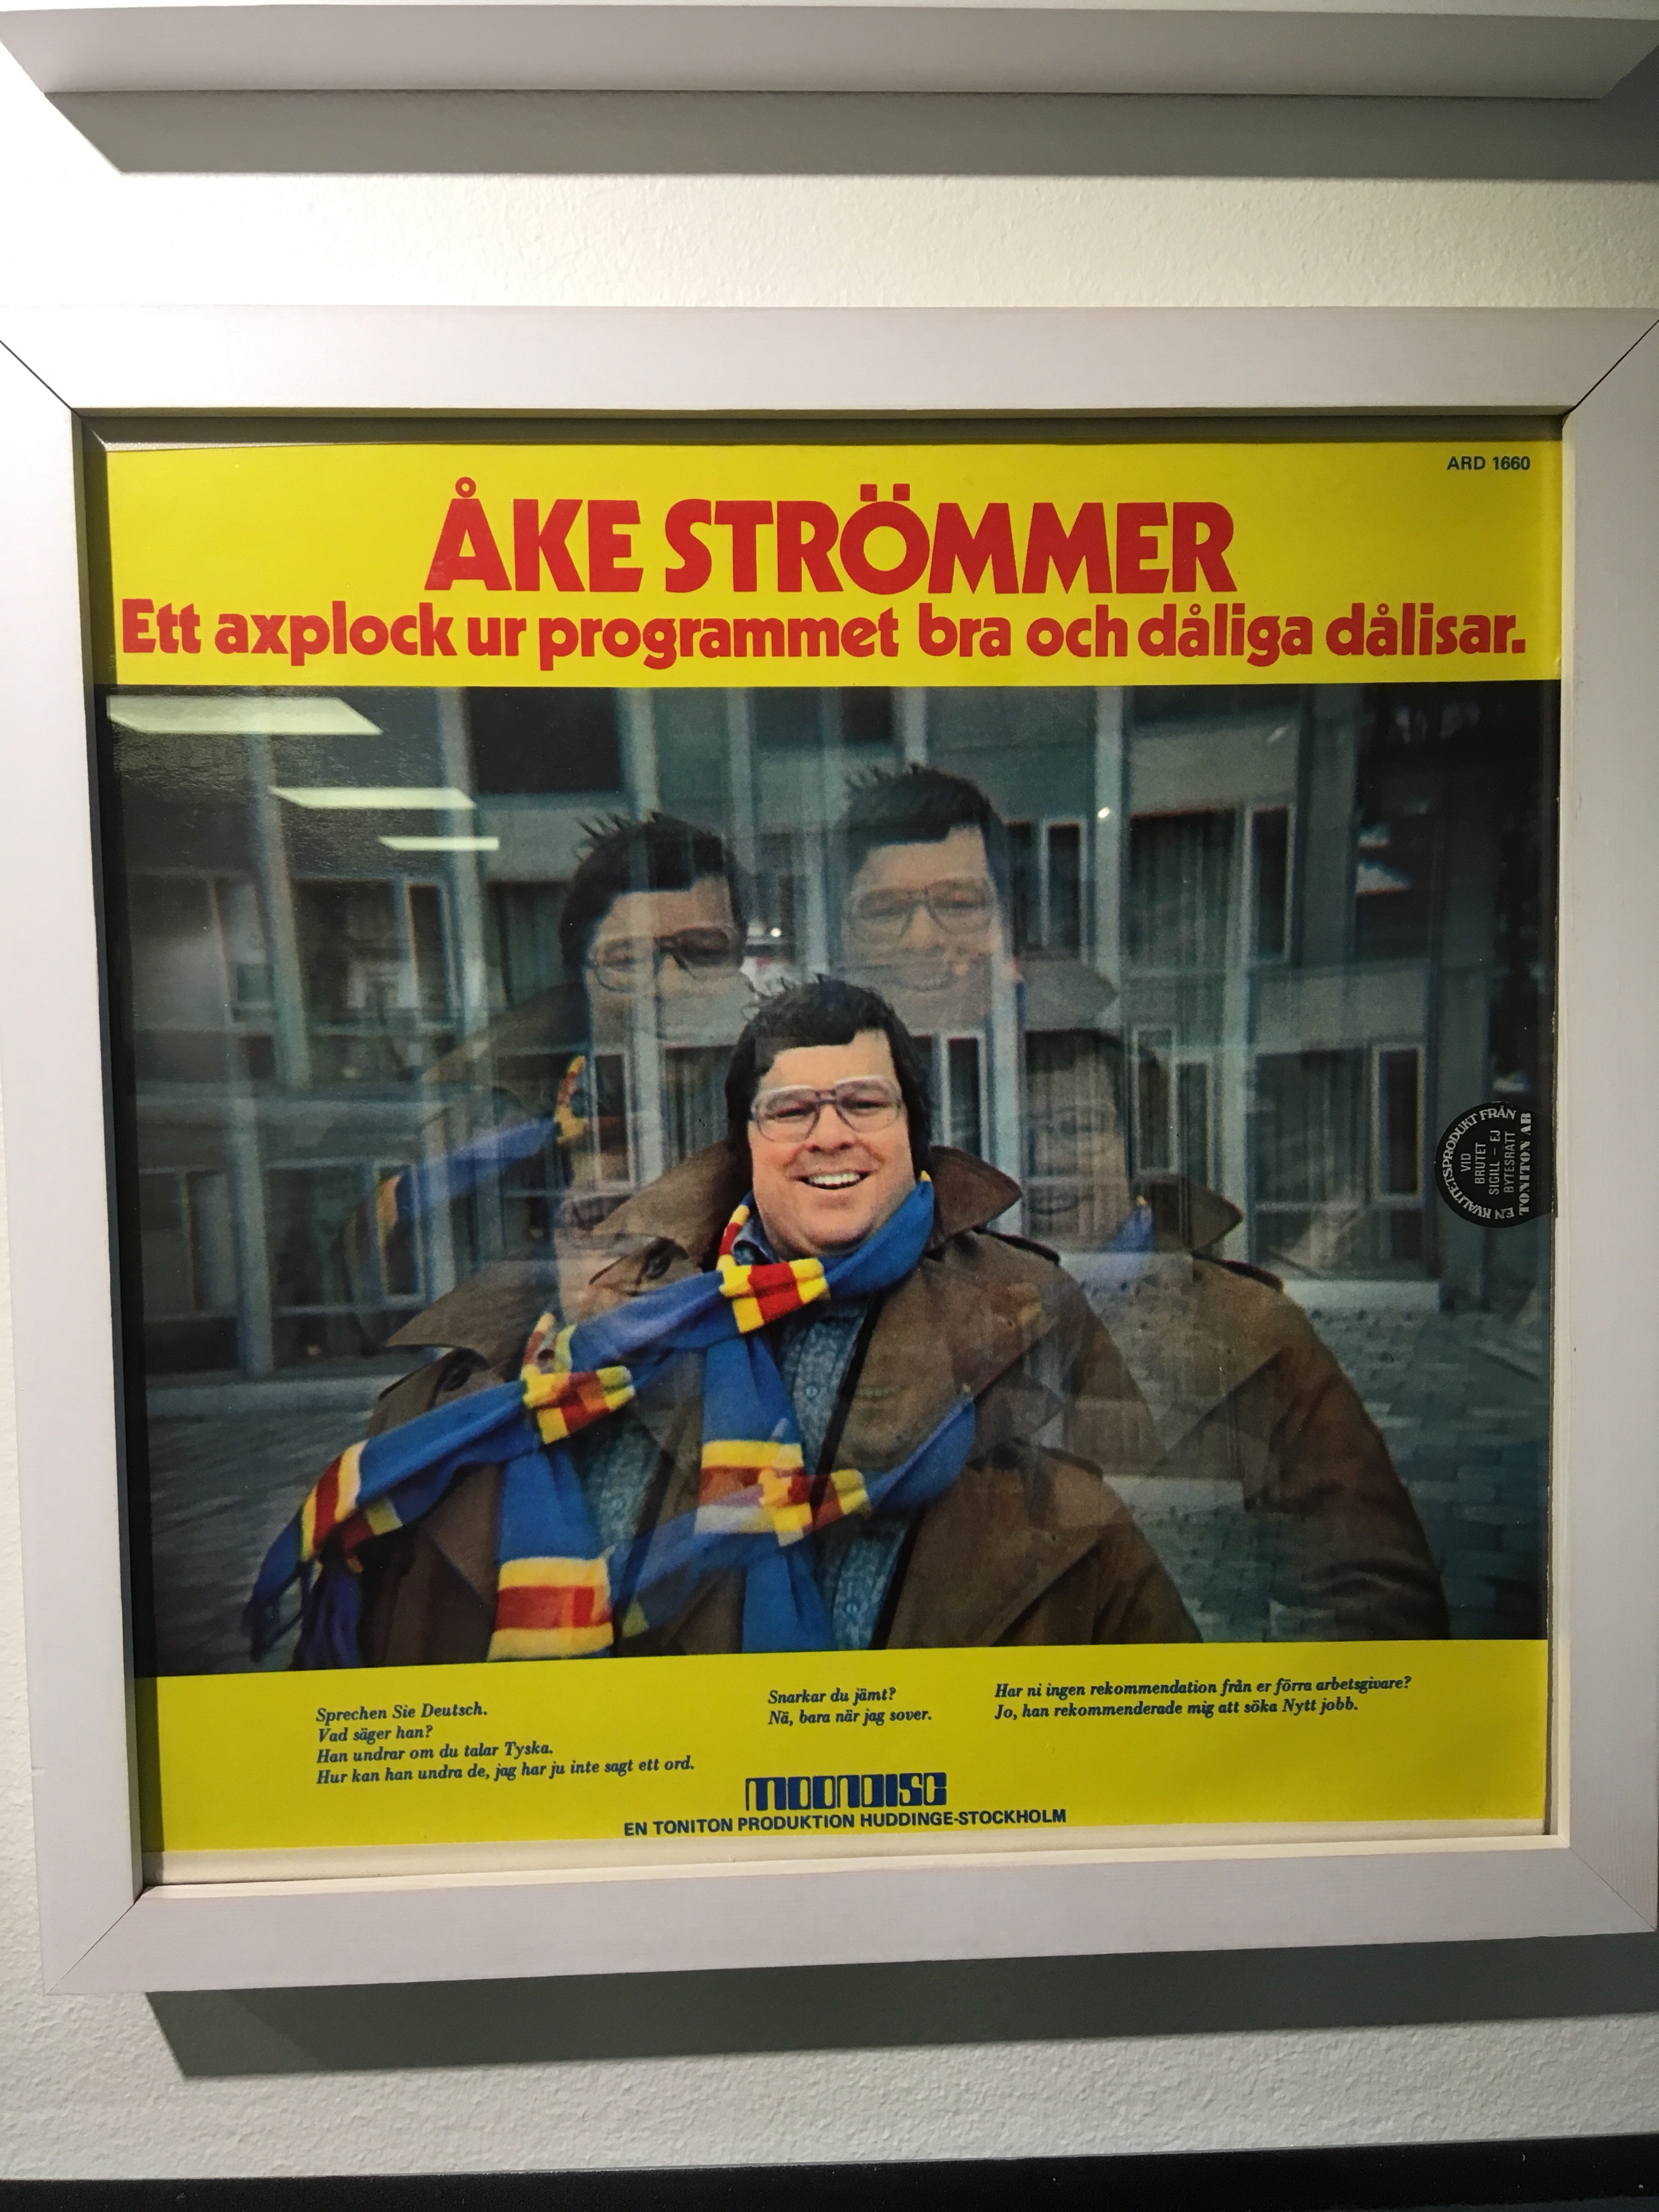 ARD 1660
ÅKE STRÖMMER
Ett axplock ur programmet bra och dåliga dålisar.
EN KVALITETSPRODUKT FRÅN
TONITON AB
VID
BRUTET
SIGILL – EJ
BYTESRÄTT
Sprechen Sie Deutsch.
Vad säger han?
Han undrar om du talar Tyska.
Hur kan han undra de, jag har ju inte sagt ett ord.
Snarkar du jämt?
Nä, bara när jag sover.
Har ni ingen rekommendation från er förra arbetsgivare?
Jo, han rekommenderade mig att söka Nytt jobb.
MOONDISC
EN TONITON PRODUKTION HUDDINGE-STOCKHOLM